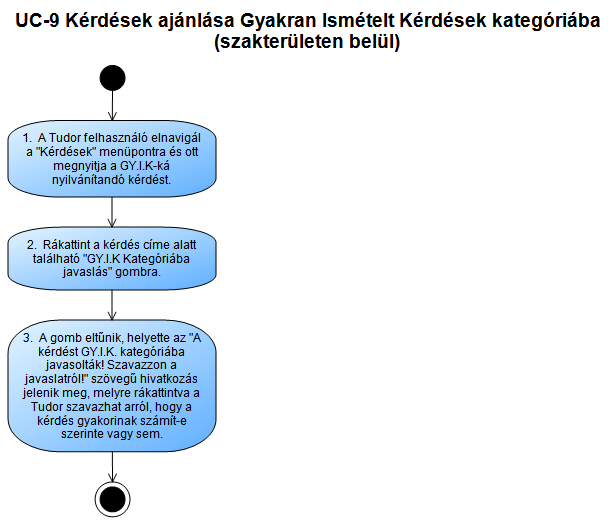 UC-9 Kérdések ajánlása Gyakran Ismételt Kérdések kategóriába
(szakterületen belül)
1. A Tudor felhasználó elnavigál
a "Kérdések" menüpontra és ott
megnyitja a GY.I.K-ká
nyilvánítandó kérdést.
2. Rákattint a kérdés címe alatt
található "GY.I.K Kategóriába
javaslás" gombra.
3. A gomb eltűnik, helyette az "A
kérdést GY.I.K. kategóriába
javasolták! Szavazzon a
javaslatról!" szövegű hivatkozás
jelenik meg, melyre rákattintva a
Tudor szavazhat arról, hogy a
kérdés gyakorinak számít-e
szerinte vagy sem.